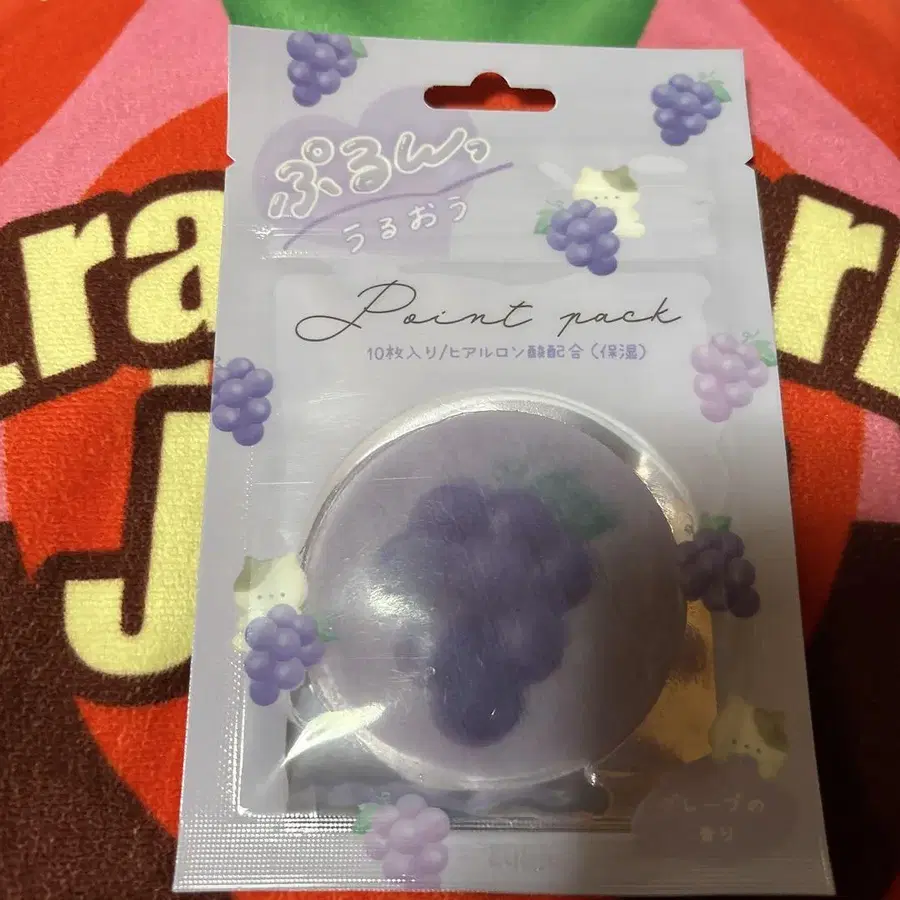 ぷるんっ
うるおう
Point pack
10枚入り/ヒアルロン酸配合(保湿)
グレープの
香り